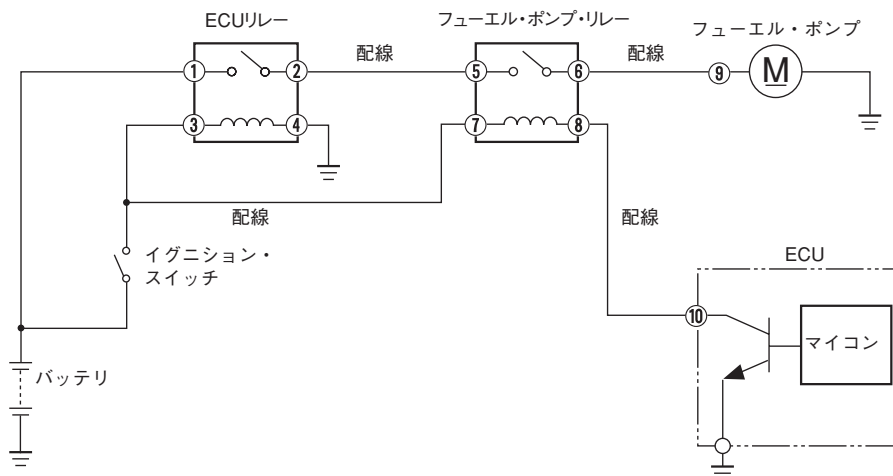 ECUリレー
フューエル・ポンプ・リレー
フューエル・ポンプ
配線
配線
① ② ⑤ ⑥ ⑨ M
③ ④ ⑦ ⑧
配線
配線
イグニション・
スイッチ
ECU
⑩
マイコン
バッテリ